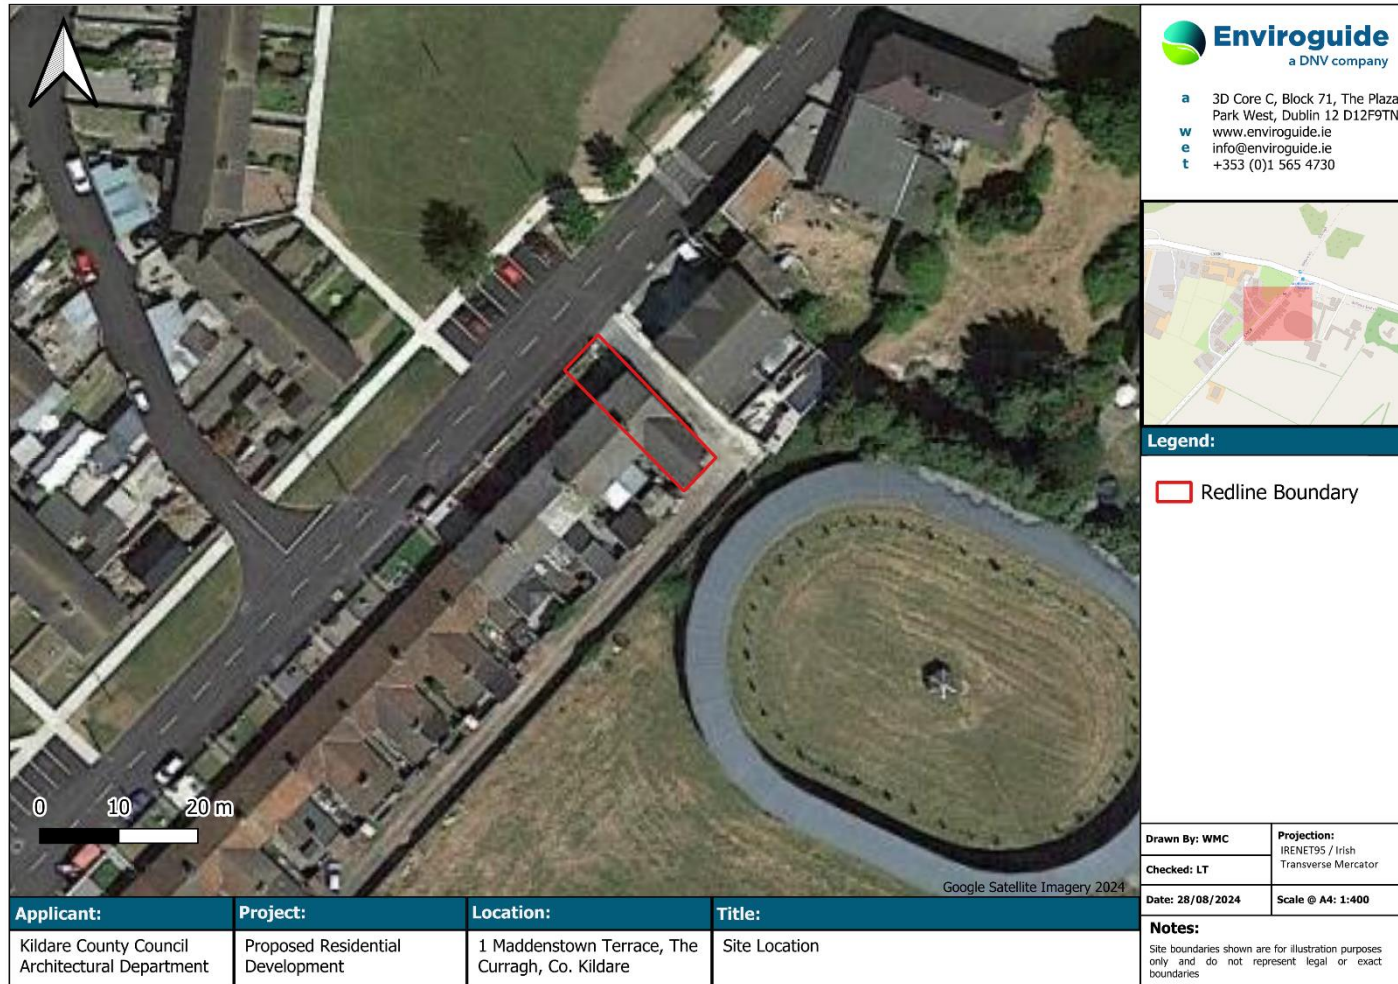 Enviroguide
a DNV company
a 3D Core C, Block 71, The Plaza
Park West, Dublin 12 D12F9TN
w www.enviroguide.ie
e info@enviroguide.ie
t +353 (0)1 565 4730
Legend:
Redline Boundary
0 10 20 m
Google Satellite Imagery 2024
Drawn By: WMC
Checked: LT
Date: 28/08/2024
Projection:
IRENET95 / Irish
Transverse Mercator
Scale @ A4: 1:400
Notes:
Site boundaries shown are for illustration purposes
only and do not represent legal or exact
boundaries
Applicant:
Kildare County Council
Architectural Department
Project:
Proposed Residential
Development
Location:
1 Maddenstown Terrace, The
Curragh, Co. Kildare
Title:
Site Location